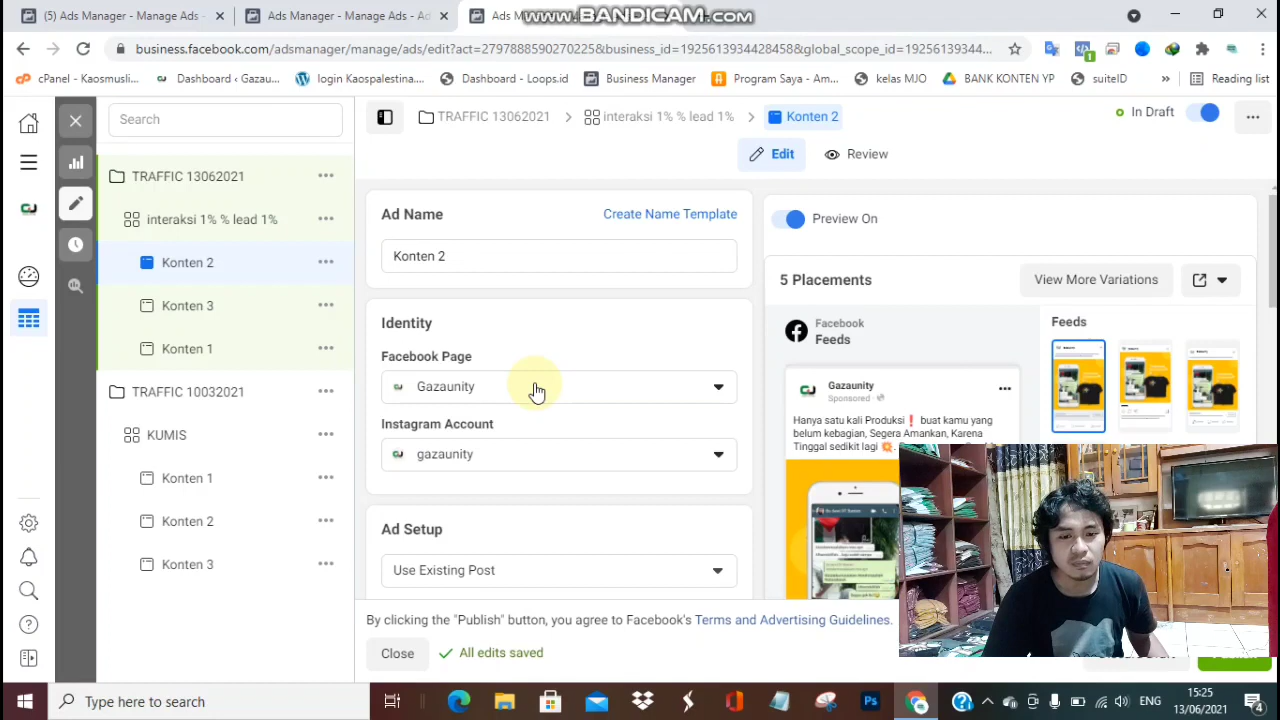 (5) Ads Manager - Manage Ads -
Ads Manager - Manage Ads - Ad
Ads M
www.BANDICAM.com
business.facebook.com/adsmanager/manage/ads/edit?act=279788859027022
cPanel - Kaosmusli...
Dashboard ‹ Gazau...
login Kaospalestina...
Dashboard - Loops.id
Business Manager
Program Saya - Am...
kelas MJO
BANK KONTEN YP
suiteID
»
Reading list
Search
TRAFFIC 13062021
interaksi 1% % lead 1%
Konten 2
In Draft
Edit
Review
TRAFFIC 13062021
interaksi 1% % lead 1%
Konten 2
Konten 3
Konten 1
TRAFFIC 10032021
KUMIS
Konten 1
Konten 2
Konten 3
Ad Name
Create Name Template
Konten 2
Identity
Facebook Page
Gazaunity
Instagram Account
gazaunity
Ad Setup
Use Existing Post
Preview On
5 Placements
View More Variations
Facebook
Feeds
Feeds
Gazaunity
Sponsored ·
Hanya satu kali Produksi❗ buat kamu yang
belum kebagian, Segera Amankan, Karena
Tinggal sedikit lagi 💥.
By clicking the "Publish" button, you agree to Facebook's Terms and Advertising Guidelines.
Close
All edits saved
Type here to search
ENG
15:25
13/06/2021
4